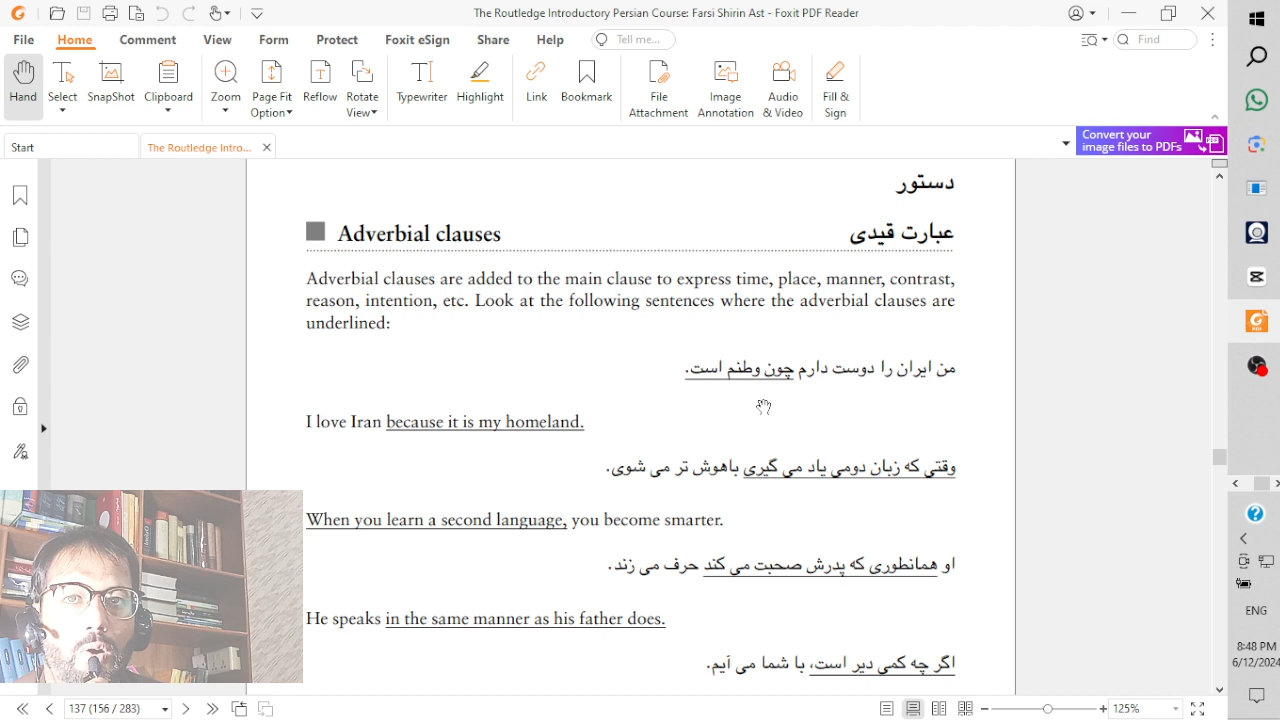 The Routledge Introductory Persian Course: Farsi Shirin Ast - Foxit PDF Reader
File Home Comment View Form Protect Foxit eSign Share Help Tell me... Find
Hand Select SnapShot Clipboard Zoom Page Fit Option Reflow Rotate View Typewriter Highlight Link Bookmark File Attachment Image Annotation Audio & Video Fill & Sign
Start The Routledge Intro... Convert your image files to PDFs
دستور
Adverbial clauses عبارت قیدی
Adverbial clauses are added to the main clause to express time, place, manner, contrast,
reason, intention, etc. Look at the following sentences where the adverbial clauses are
underlined:
من ایران را دوست دارم چون وطنم است.
I love Iran because it is my homeland.
وقتی که زبان دومی یاد می گیری باهوش تر می شوی.
When you learn a second language, you become smarter.
او همانطوری که پدرش صحبت می کند حرف می زند.
He speaks in the same manner as his father does.
اگر چه کمی دیر است، با شما می آیم.
137 (156 / 283) 125%
ENG
8:48 PM
6/12/2024